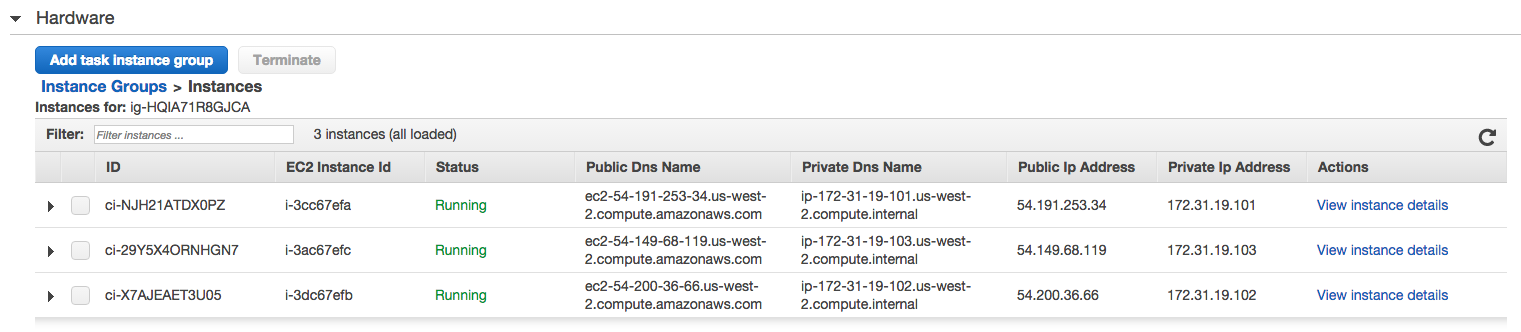 Hardware
Add task instance group Terminate
Instance Groups > Instances
Instances for: ig-HQIA71R8GJCA
Filter: Filter instances ... 3 instances (all loaded)
ID EC2 Instance Id Status Public Dns Name Private Dns Name Public Ip Address Private Ip Address Actions
ci-NJH21ATDX0PZ i-3cc67efa Running ec2-54-191-253-34.us-west-2.compute.amazonaws.com ip-172-31-19-101.us-west-2.compute.internal 54.191.253.34 172.31.19.101 View instance details
ci-29Y5X4ORNHGN7 i-3ac67efc Running ec2-54-149-68-119.us-west-2.compute.amazonaws.com ip-172-31-19-103.us-west-2.compute.internal 54.149.68.119 172.31.19.103 View instance details
ci-X7AJEAET3U05 i-3dc67efb Running ec2-54-200-36-66.us-west-2.compute.amazonaws.com ip-172-31-19-102.us-west-2.compute.internal 54.200.36.66 172.31.19.102 View instance details